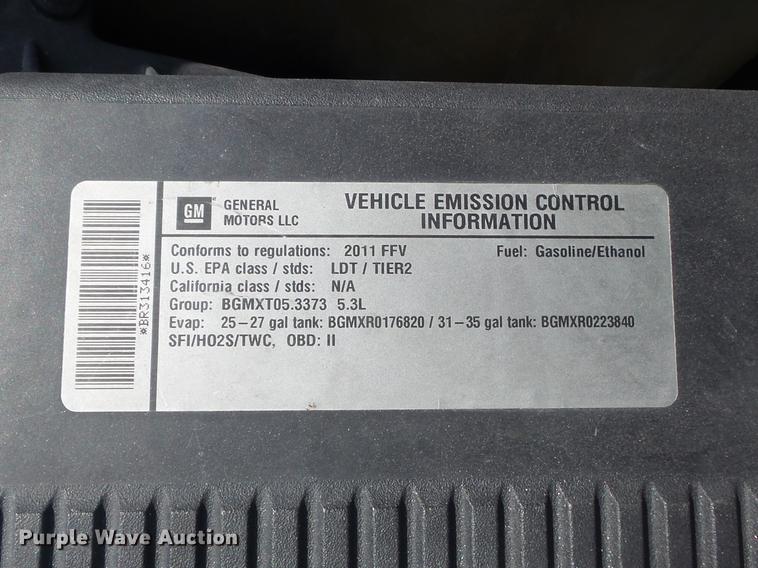 GM
GENERAL MOTORS LLC
VEHICLE EMISSION CONTROL
INFORMATION
Conforms to regulations: 2011 FFV Fuel: Gasoline/Ethanol
U.S. EPA class / stds: LDT / TIER2
California class / stds: N/A
Group: BGMXT05.3373 5.3L
Evap: 25-27 gal tank: BGMXR0176820 / 31-35 gal tank: BGMXR0223840
SFI/HO2S/TWC, OBD: II
*BR313416*
Purple Wave Auction